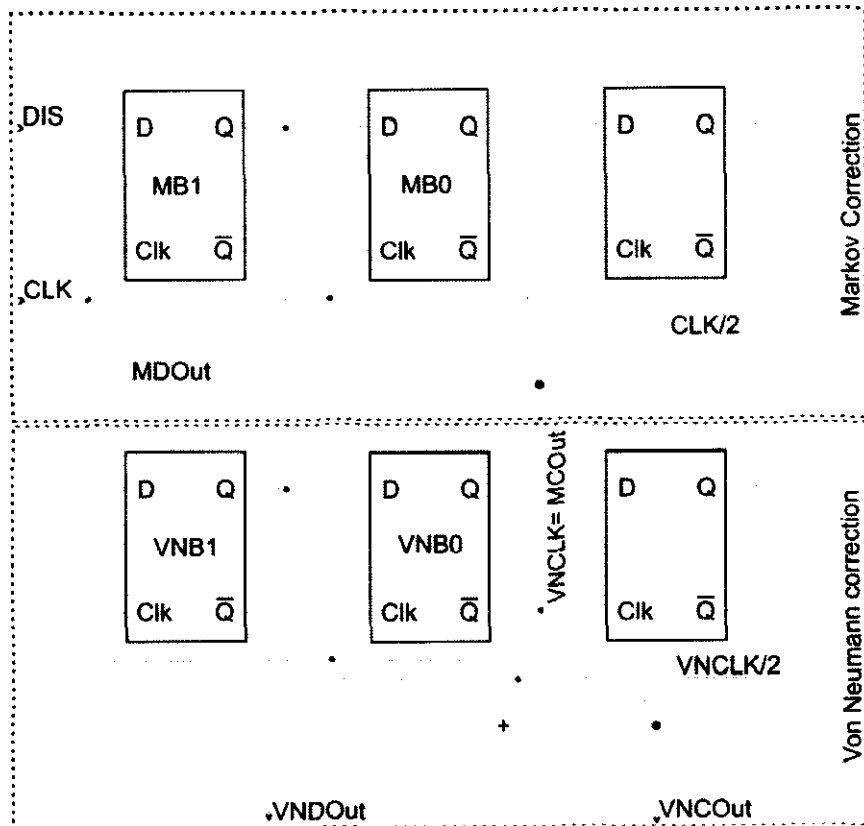 DIS
D Q
MB1
Clk Q̅
D Q
MB0
Clk Q̅
D Q
Clk Q̅
CLK
CLK/2
MDOut
Markov Correction
D Q
VNB1
Clk Q̅
D Q
VNB0
Clk Q̅
VNCLK= MCOut
D Q
Clk Q̅
VNCLK/2
+
VNDOut
VNCOut
Von Neumann correction